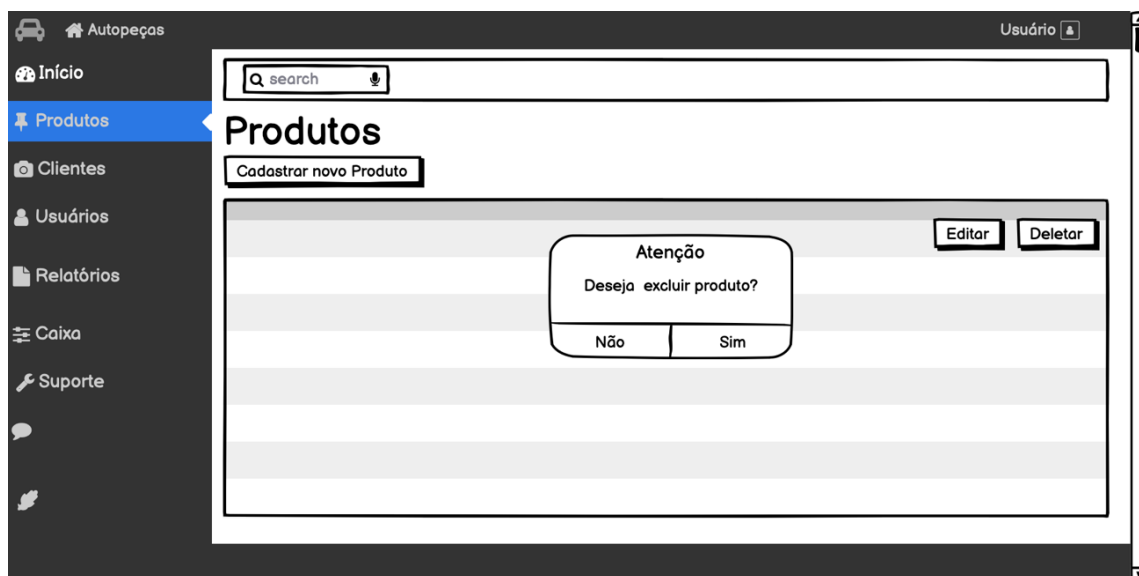 Autopeças
Usuário
Início
Produtos
Clientes
Usuários
Relatórios
Caixa
Suporte
search
Produtos
Cadastrar novo Produto
Editar
Deletar
Atenção
Deseja excluir produto?
Não
Sim